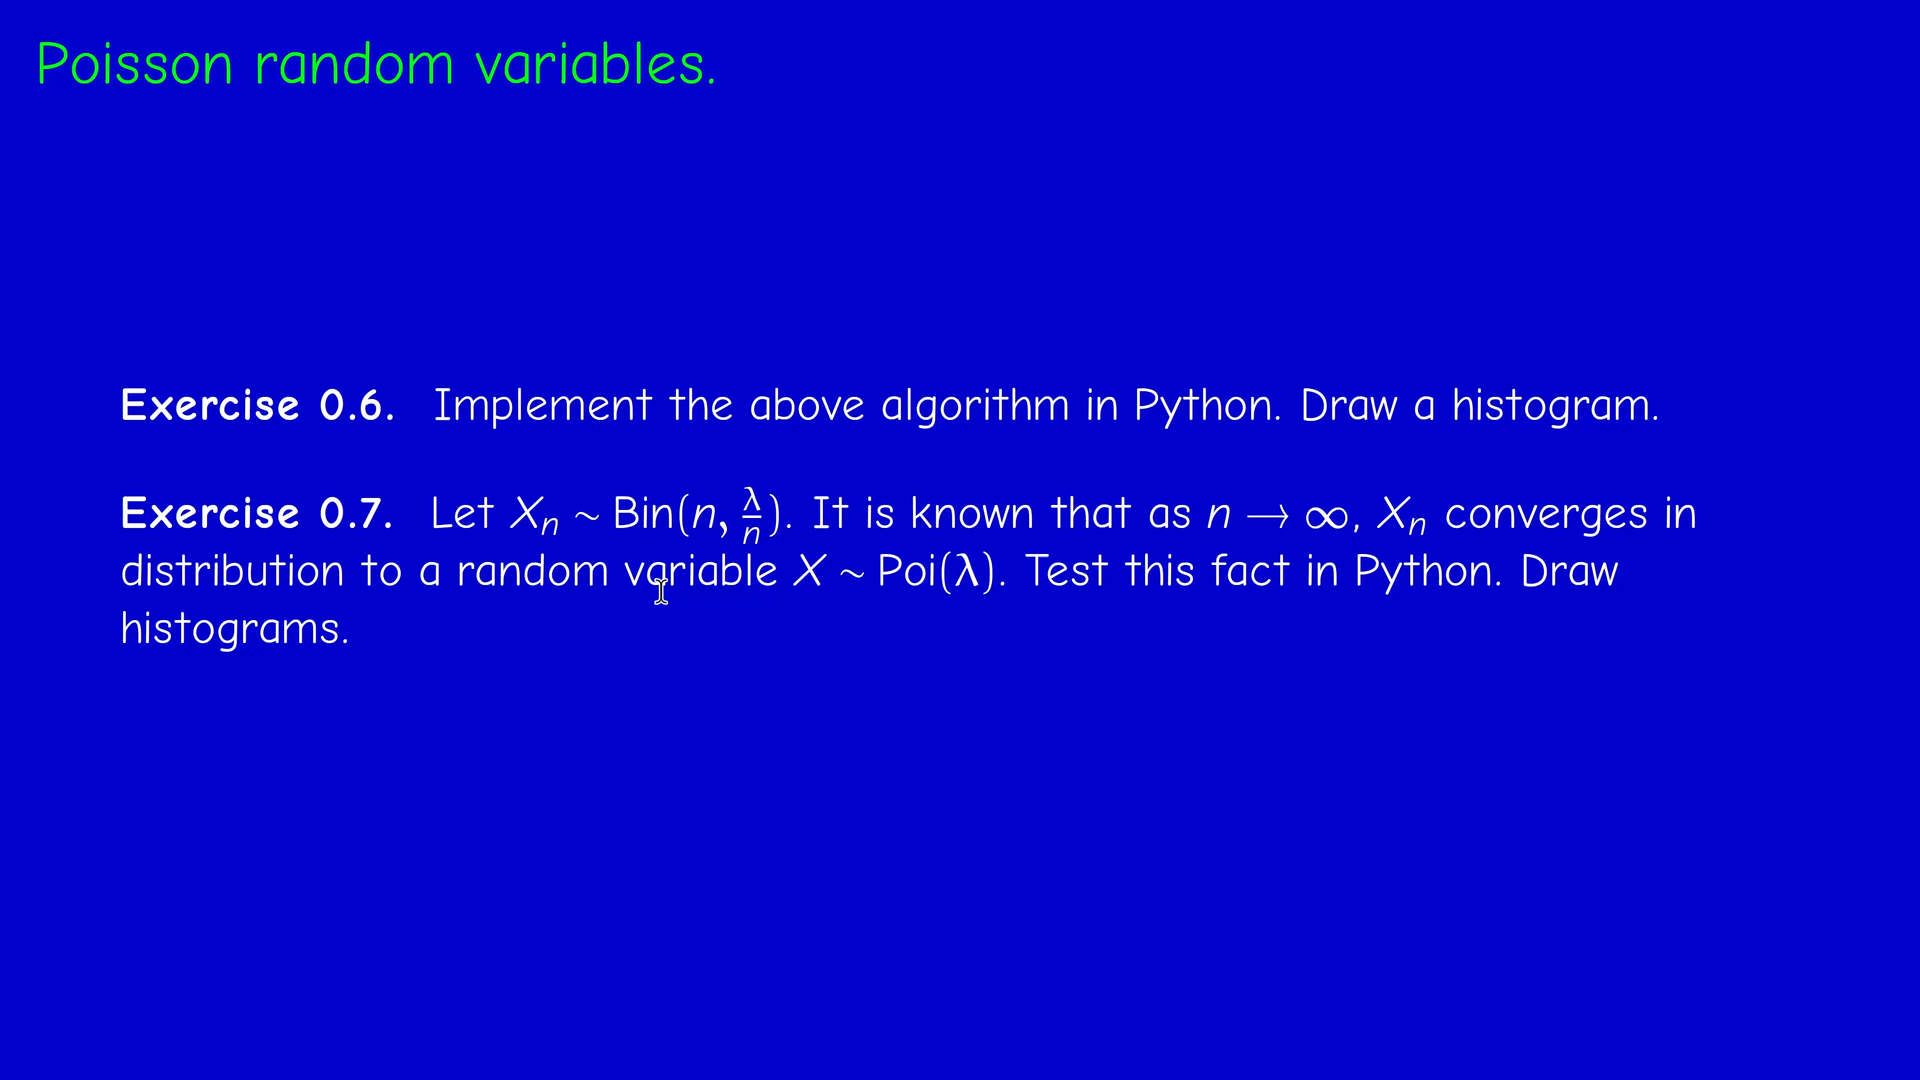 Poisson random variables.
Exercise 0.6. Implement the above algorithm in Python. Draw a histogram.
Exercise 0.7. Let Xₙ ~ Bin(n, λ/n). It is known that as n → ∞, Xₙ converges in
distribution to a random variable X ~ Poi(λ). Test this fact in Python. Draw
histograms.